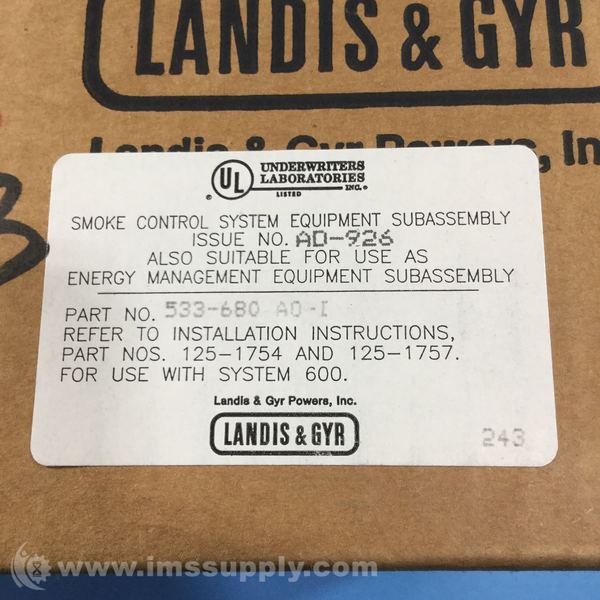 LANDIS & GYR
Landis & Gyr Powers, In
3
UL
UNDERWRITERS
LABORATORIES
INC.®
®
LISTED
SMOKE CONTROL SYSTEM EQUIPMENT SUBASSEMBLY
ISSUE NO. AD-926
ALSO SUITABLE FOR USE AS
ENERGY MANAGEMENT EQUIPMENT SUBASSEMBLY
PART NO. 533-680 AO-I
REFER TO INSTALLATION INSTRUCTIONS,
PART NOS. 125-1754 AND 125-1757.
FOR USE WITH SYSTEM 600.
Landis & Gyr Powers, Inc.
LANDIS & GYR
243
www.imssupply.com